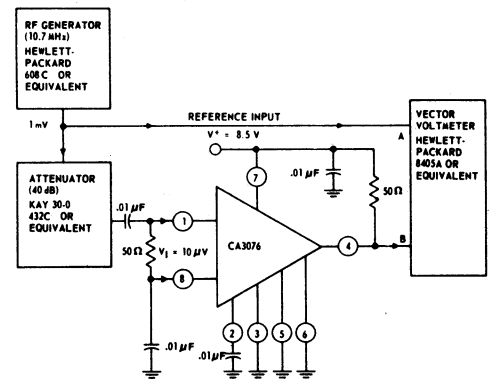 RF GENERATOR
(10.7 MHz)
HEWLETT-
PACKARD
608 C OR
EQUIVALENT
1 mV
REFERENCE INPUT
V+ = 8.5 V
A
VECTOR
VOLTMETER
HEWLETT-
PACKARD
8405A OR
EQUIVALENT
ATTENUATOR
(40 dB)
KAY 30-0
432C OR
EQUIVALENT
.01 µF
7
.01 µF
50 Ω
1
50 Ω
VI = 10 µV
CA3076
4
B
8
.01 µF
2
3
5
6
.01 µF